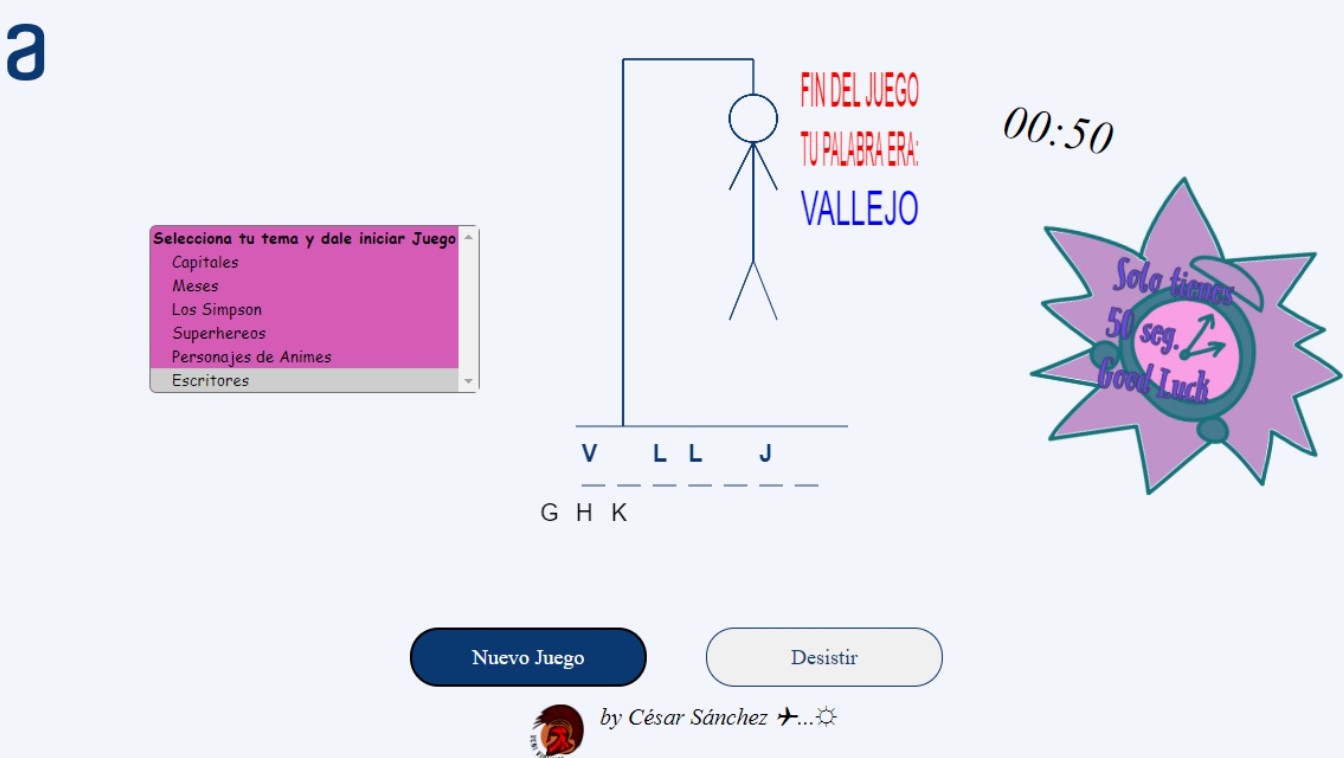 a
FIN DEL JUEGO
TU PALABRA ERA:
VALLEJO
00:50
Selecciona tu tema y dale iniciar Juego
Capitales
Meses
Los Simpson
Superhereos
Personajes de Animes
Escritores
Solo tienes
50 seg.
Good Luck
V L L J
G H K
Nuevo Juego
Desistir
by César Sánchez ✈...☼